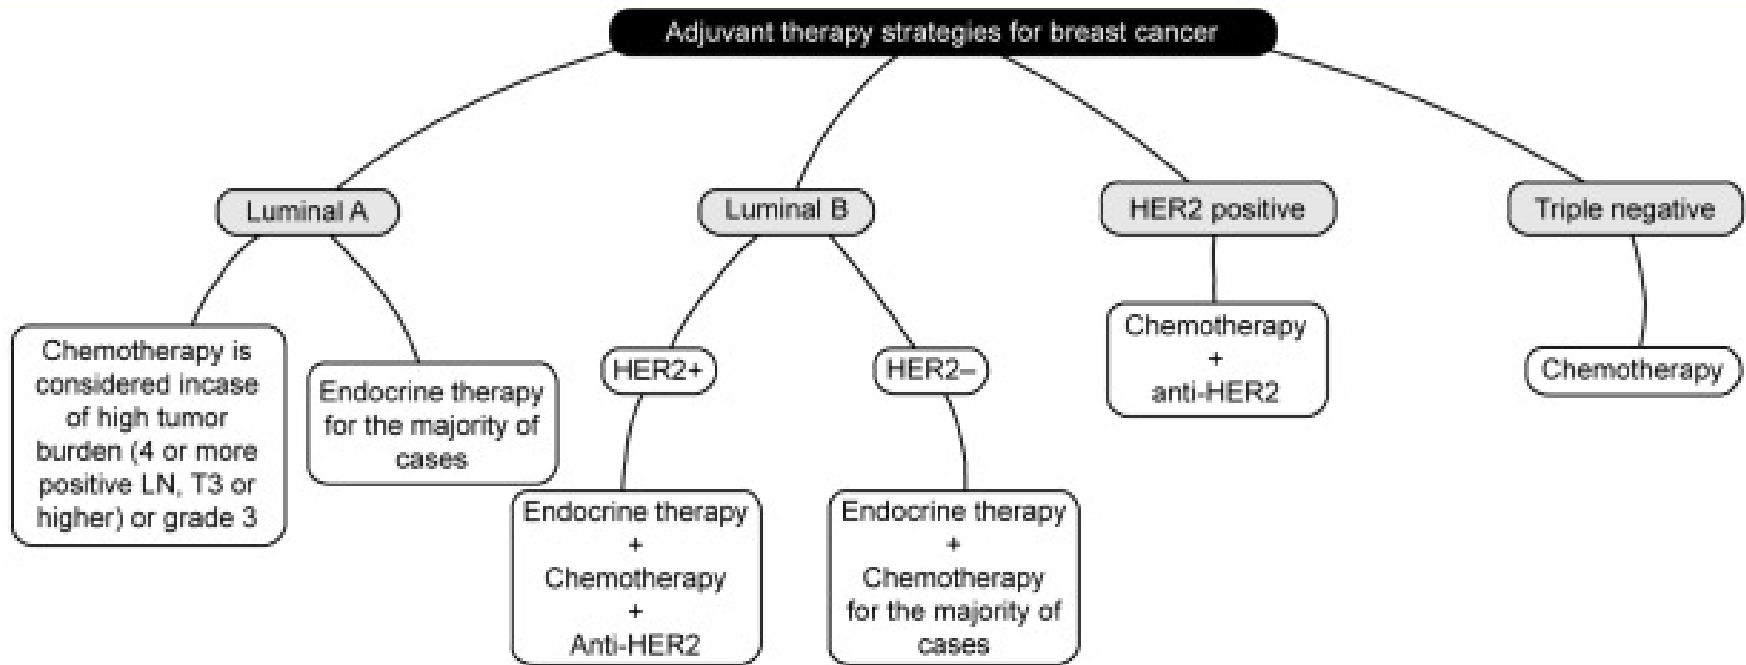 Adjuvant therapy strategies for breast cancer
Luminal A
Luminal B
HER2 positive
Triple negative
Chemotherapy is
considered incase
of high tumor
burden (4 or more
positive LN, T3 or
higher) or grade 3
Endocrine therapy
for the majority of
cases
HER2+
HER2–
Chemotherapy
+
anti-HER2
Chemotherapy
Endocrine therapy
+
Chemotherapy
+
Anti-HER2
Endocrine therapy
+
Chemotherapy
for the majority of
cases